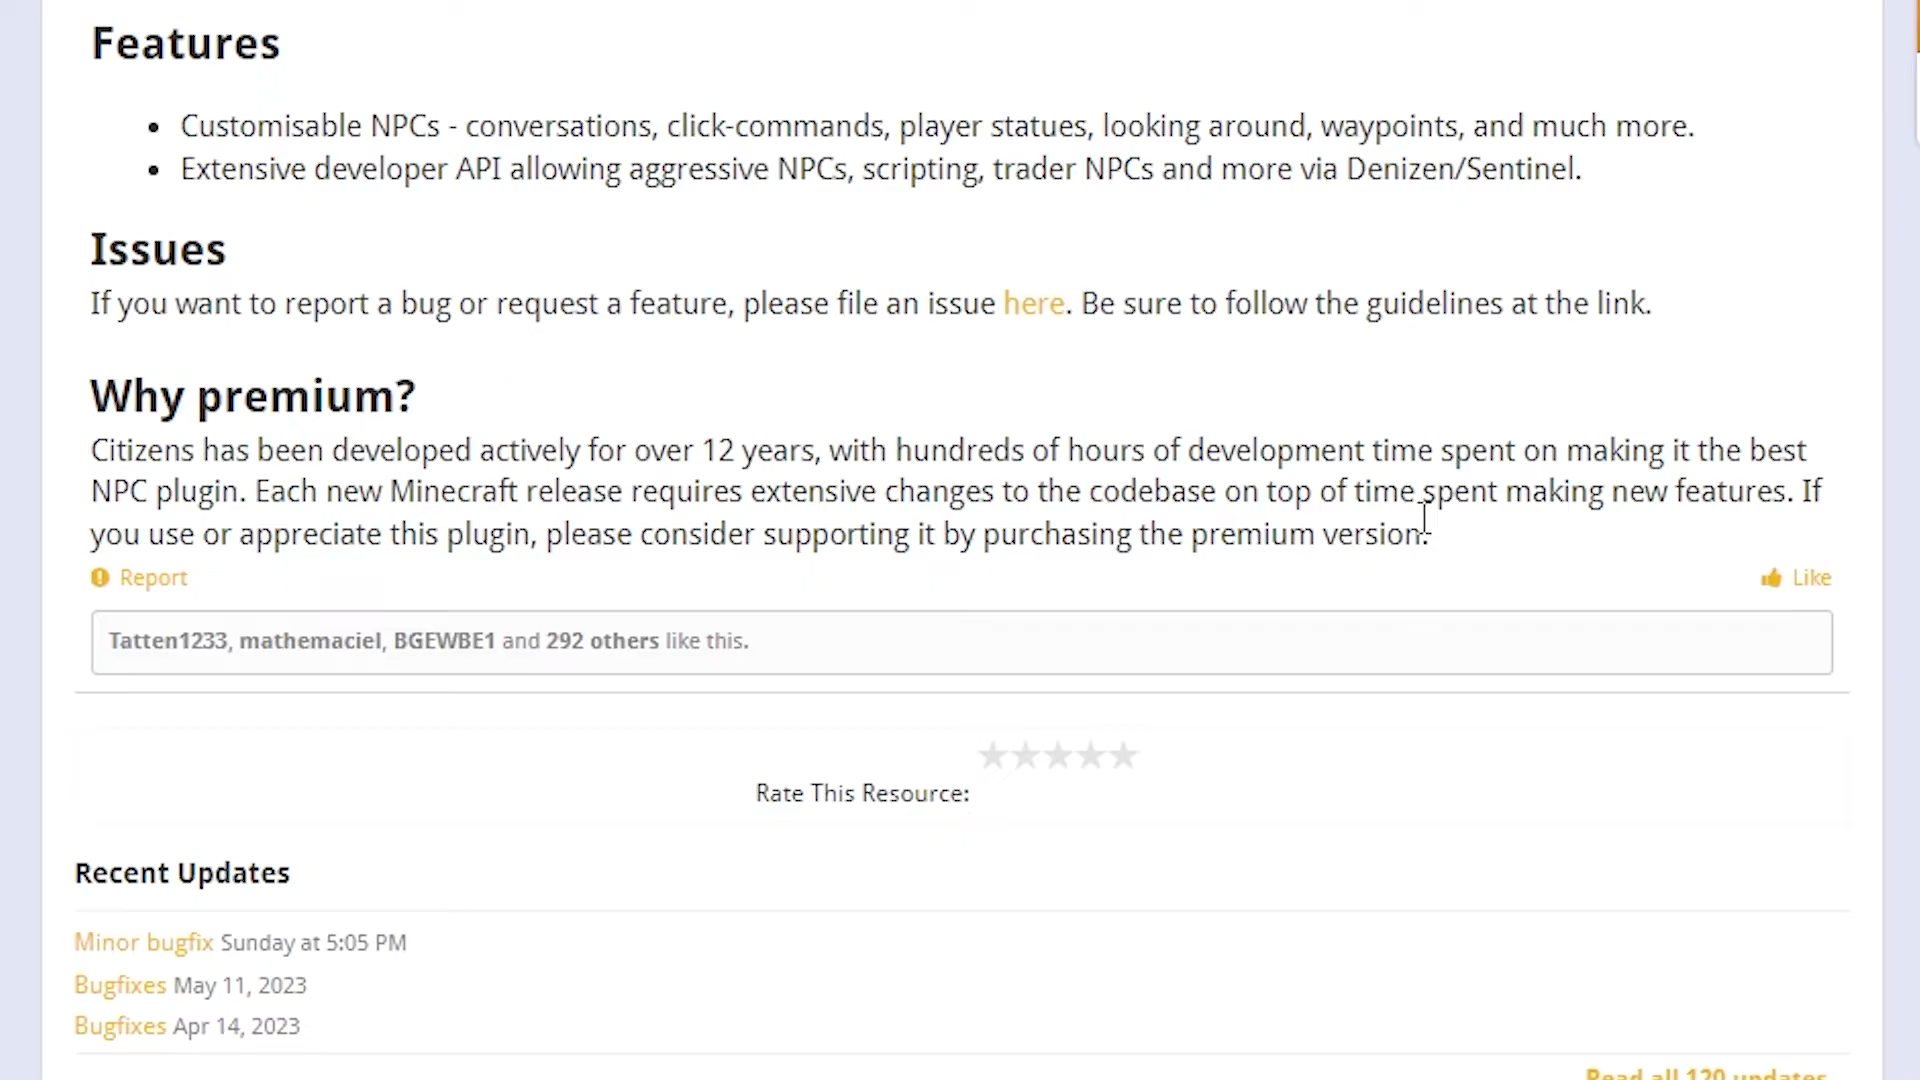 Features
Customisable NPCs - conversations, click-commands, player statues, looking around, waypoints, and much more.
Extensive developer API allowing aggressive NPCs, scripting, trader NPCs and more via Denizen/Sentinel.
Issues
If you want to report a bug or request a feature, please file an issue here. Be sure to follow the guidelines at the link.
Why premium?
Citizens has been developed actively for over 12 years, with hundreds of hours of development time spent on making it the best
NPC plugin. Each new Minecraft release requires extensive changes to the codebase on top of time spent making new features. If
you use or appreciate this plugin, please consider supporting it by purchasing the premium version.
Report
Like
Tatten1233, mathemaciel, BGEWBE1 and 292 others like this.
Rate This Resource:
Recent Updates
Minor bugfix Sunday at 5:05 PM
Bugfixes May 11, 2023
Bugfixes Apr 14, 2023
Read all 120 updates